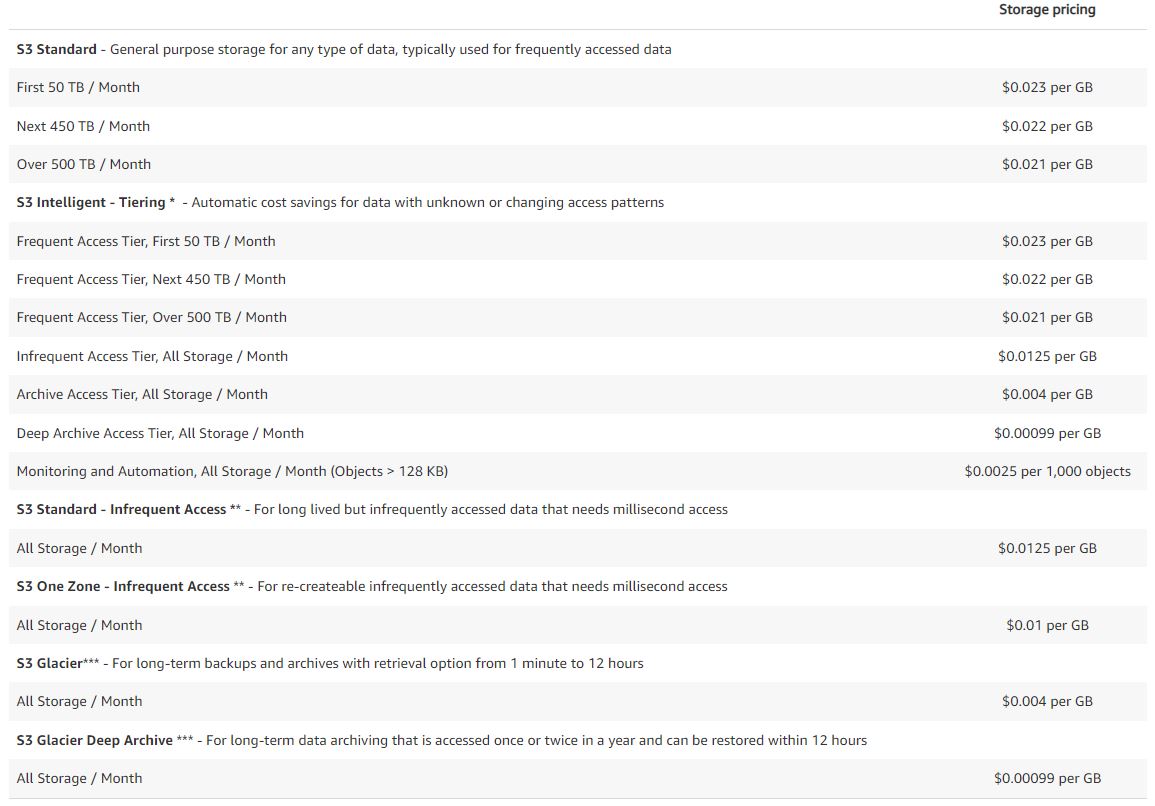 Storage pricing
S3 Standard - General purpose storage for any type of data, typically used for frequently accessed data
First 50 TB / Month $0.023 per GB
Next 450 TB / Month $0.022 per GB
Over 500 TB / Month $0.021 per GB
S3 Intelligent - Tiering * - Automatic cost savings for data with unknown or changing access patterns
Frequent Access Tier, First 50 TB / Month $0.023 per GB
Frequent Access Tier, Next 450 TB / Month $0.022 per GB
Frequent Access Tier, Over 500 TB / Month $0.021 per GB
Infrequent Access Tier, All Storage / Month $0.0125 per GB
Archive Access Tier, All Storage / Month $0.004 per GB
Deep Archive Access Tier, All Storage / Month $0.00099 per GB
Monitoring and Automation, All Storage / Month (Objects > 128 KB) $0.0025 per 1,000 objects
S3 Standard - Infrequent Access ** - For long lived but infrequently accessed data that needs millisecond access
All Storage / Month $0.0125 per GB
S3 One Zone - Infrequent Access ** - For re-createable infrequently accessed data that needs millisecond access
All Storage / Month $0.01 per GB
S3 Glacier*** - For long-term backups and archives with retrieval option from 1 minute to 12 hours
All Storage / Month $0.004 per GB
S3 Glacier Deep Archive *** - For long-term data archiving that is accessed once or twice in a year and can be restored within 12 hours
All Storage / Month $0.00099 per GB